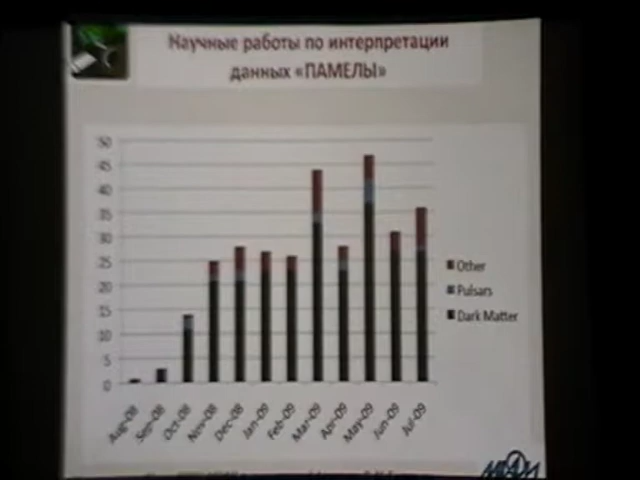 Научные работы по интерпретации
данных «ПАМЕЛЫ»
50
45
40
35
30
25
20
15
10
5
0
Aug-08
Sep-08
Oct-08
Nov-08
Dec-08
Jan-09
Feb-09
Mar-09
Apr-09
May-09
Jun-09
Jul-09
Other
Pulsars
Dark Matter